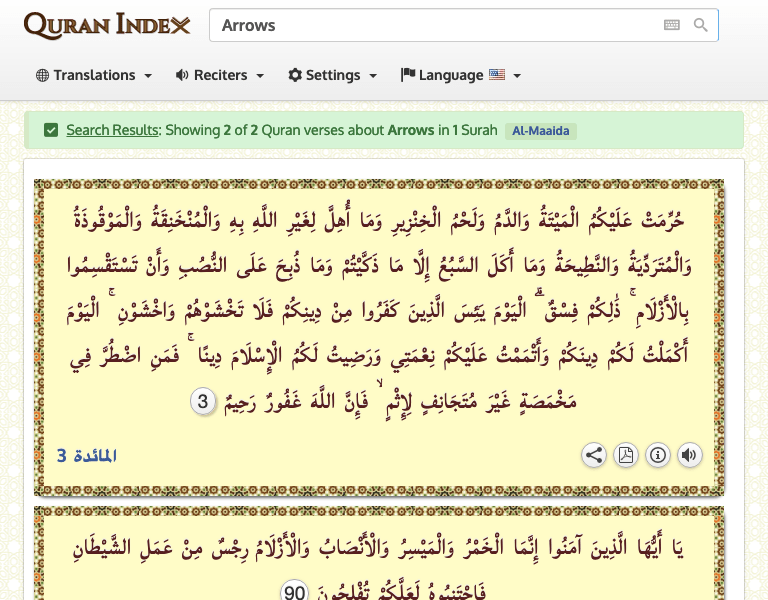 QURAN INDEX
Arrows
Translations Reciters Settings Language
Search Results: Showing 2 of 2 Quran verses about Arrows in 1 Surah Al-Maaida
حُرِّمَتْ عَلَيْكُمُ الْمَيْتَةُ وَالدَّمُ وَلَحْمُ الْخِنْزِيرِ وَمَا أُهِلَّ لِغَيْرِ اللَّهِ بِهِ وَالْمُنْخَنِقَةُ وَالْمَوْقُوذَةُ
وَالْمُتَرَدِّيَةُ وَالنَّطِيحَةُ وَمَا أَكَلَ السَّبُعُ إِلَّا مَا ذَكَّيْتُمْ وَمَا ذُبِحَ عَلَى النُّصُبِ وَأَنْ تَسْتَقْسِمُوا
بِالْأَزْلَامِ ۚ ذَٰلِكُمْ فِسْقٌ ۗ الْيَوْمَ يَئِسَ الَّذِينَ كَفَرُوا مِنْ دِينِكُمْ فَلَا تَخْشَوْهُمْ وَاخْشَوْنِ ۚ الْيَوْمَ
أَكْمَلْتُ لَكُمْ دِينَكُمْ وَأَتْمَمْتُ عَلَيْكُمْ نِعْمَتِي وَرَضِيتُ لَكُمُ الْإِسْلَامَ دِينًا ۚ فَمَنِ اضْطُرَّ فِي
مَخْمَصَةٍ غَيْرَ مُتَجَانِفٍ لِإِثْمٍ ۙ فَإِنَّ اللَّهَ غَفُورٌ رَحِيمٌ 3
المائدة 3
يَا أَيُّهَا الَّذِينَ آمَنُوا إِنَّمَا الْخَمْرُ وَالْمَيْسِرُ وَالْأَنْصَابُ وَالْأَزْلَامُ رِجْسٌ مِنْ عَمَلِ الشَّيْطَانِ
فَاجْتَنِبُوهُ لَعَلَّكُمْ تُفْلِحُونَ 90